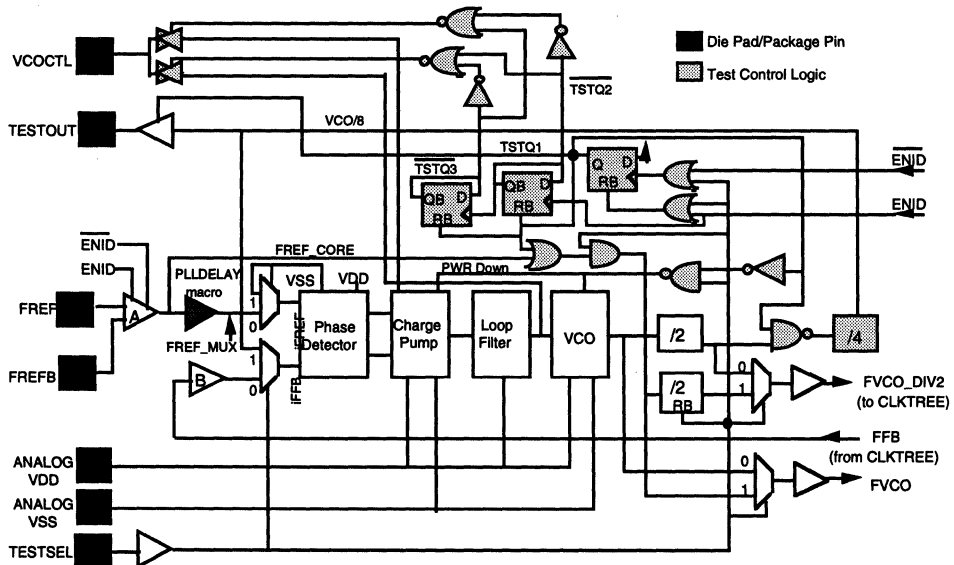 VCOCTL
Die Pad/Package Pin
Test Control Logic
TSTQ2
TESTOUT
VCO/8
TSTQ1
TSTQ3
Q D
RB
ENID
QB D
RB
QB D
RB
ENID
ENID
ENID
FREF_CORE
PWR Down
PLLDELAY
macro
VSS
VDD
FREF
A
1
0
iFREF
Phase
Detector
Charge
Pump
Loop
Filter
VCO
/2
/4
FREF_MUX
FREFB
B
1
0
iFFB
/2
RB
0
1
FVCO_DIV2
(to CLKTREE)
FFB
(from CLKTREE)
ANALOG
VDD
0
1
FVCO
ANALOG
VSS
TESTSEL